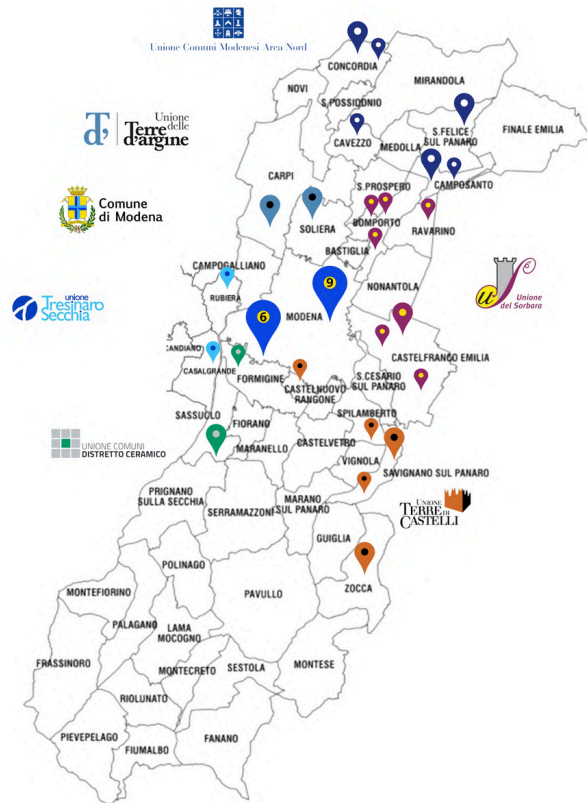 Unione Comuni Modenesi Area Nord
CONCORDIA
MIRANDOLA
NOVI
S.POSSIDONIO
Unione
delle
Terre
d'argine
S.FELICE
SUL PANARO
FINALE EMILIA
CAVEZZO
MEDOLLA
CARPI
CAMPOSANTO
S.PROSPERO
Comune
di Modena
SOLIERA
BOMPORTO
RAVARINO
BASTIGLIA
CAMPOGALLIANO
NONANTOLA
RUBIERA
unione
Tresinaro
Secchia
Unione
del Sorbara
9
6
MODENA
CANDIANO
CASALGRANDE
CASTELFRANCO EMILIA
FORMIGINE
S.CESARIO
SUL PANARO
CASTELNUOVO
RANGONE
SASSUOLO
SPILAMBERTO
FIORANO
UNIONE COMUNI
DISTRETTO CERAMICO
MARANELLO
CASTELVETRO
VIGNOLA
SAVIGNANO SUL PANARO
PRIGNANO
SULLA SECCHIA
MARANO
SUL PANARO
SERRAMAZZONI
UNIONE
TERRE DI
CASTELLI
GUIGLIA
POLINAGO
ZOCCA
MONTEFIORINO
PAVULLO
PALAGANO
LAMA
MOCOGNO
FRASSINORO
MONTECRETO
SESTOLA
MONTESE
RIOLUNATO
PIEVEPELAGO
FIUMALBO
FANANO